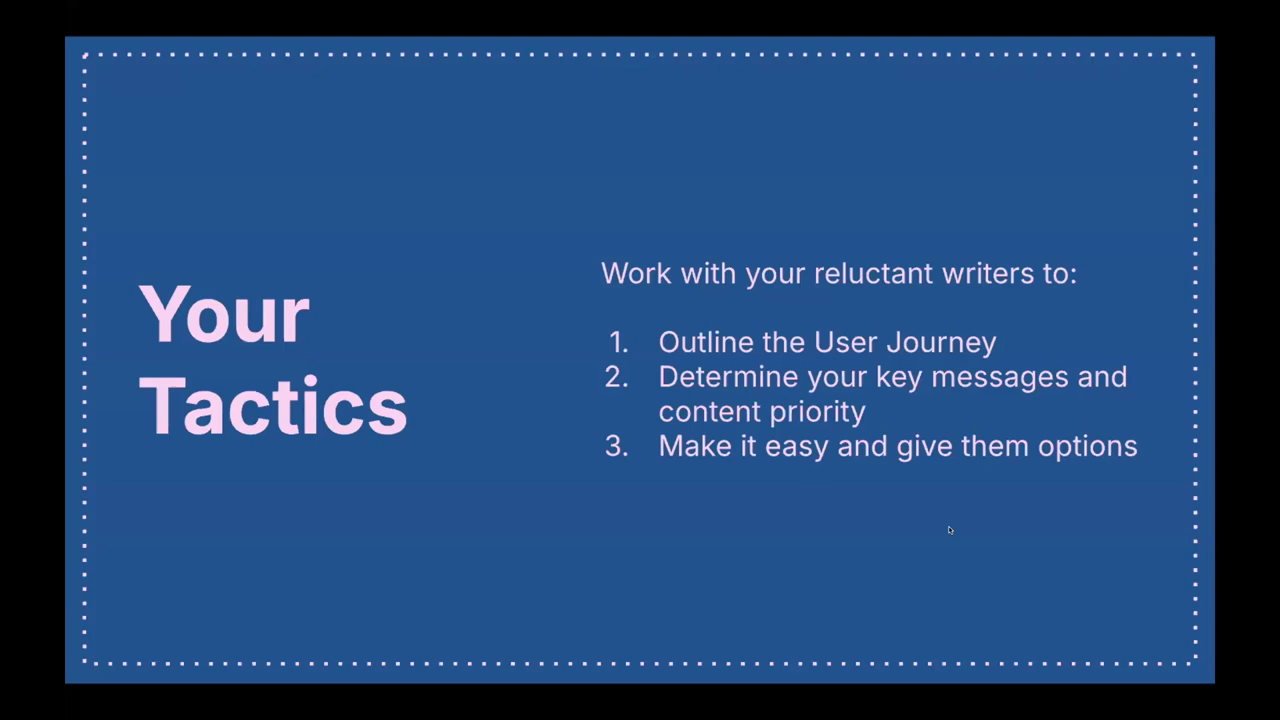 Your
Tactics
Work with your reluctant writers to:
1. Outline the User Journey
2. Determine your key messages and
content priority
3. Make it easy and give them options